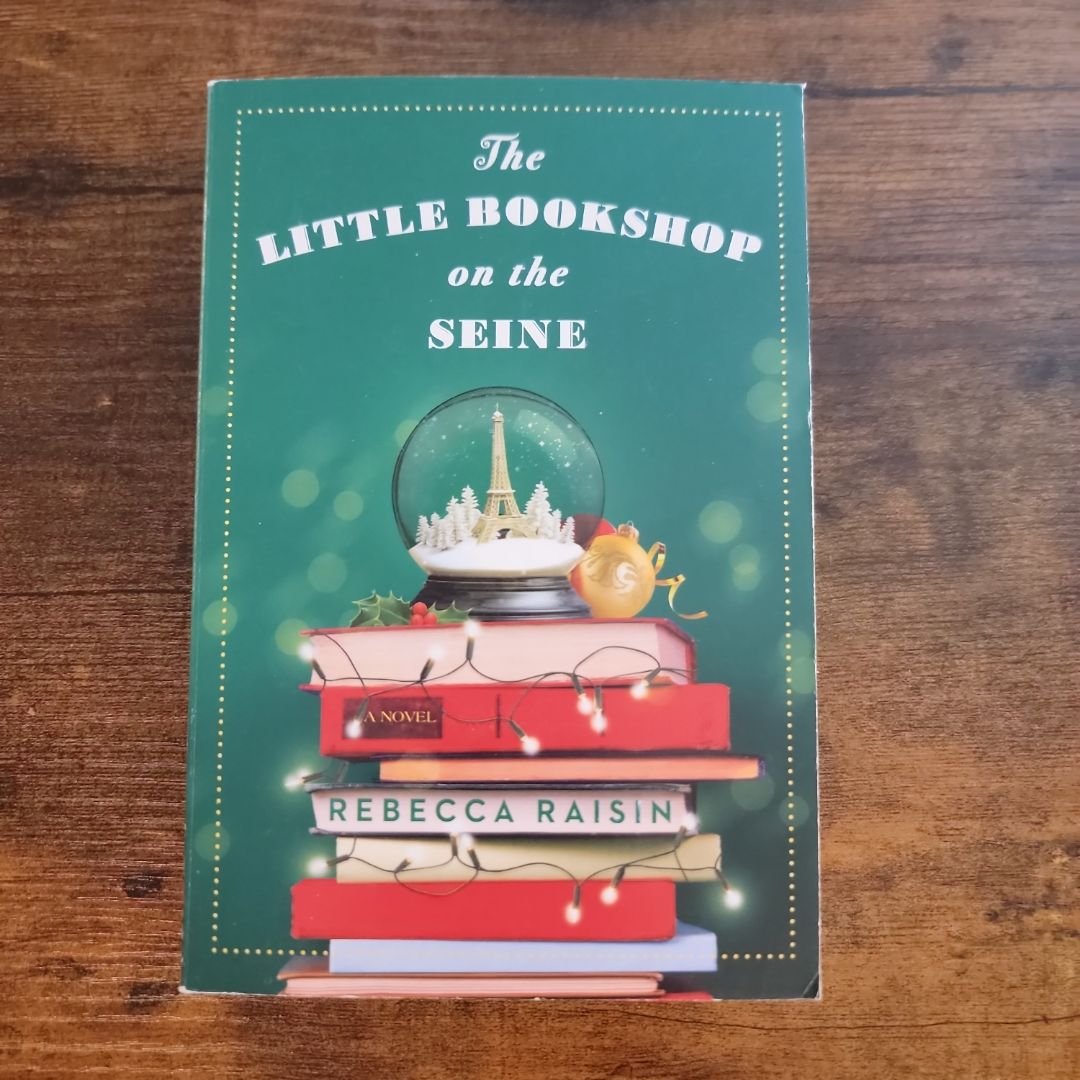 The
LITTLE BOOKSHOP
on the
SEINE
A NOVEL
REBECCA RAISIN